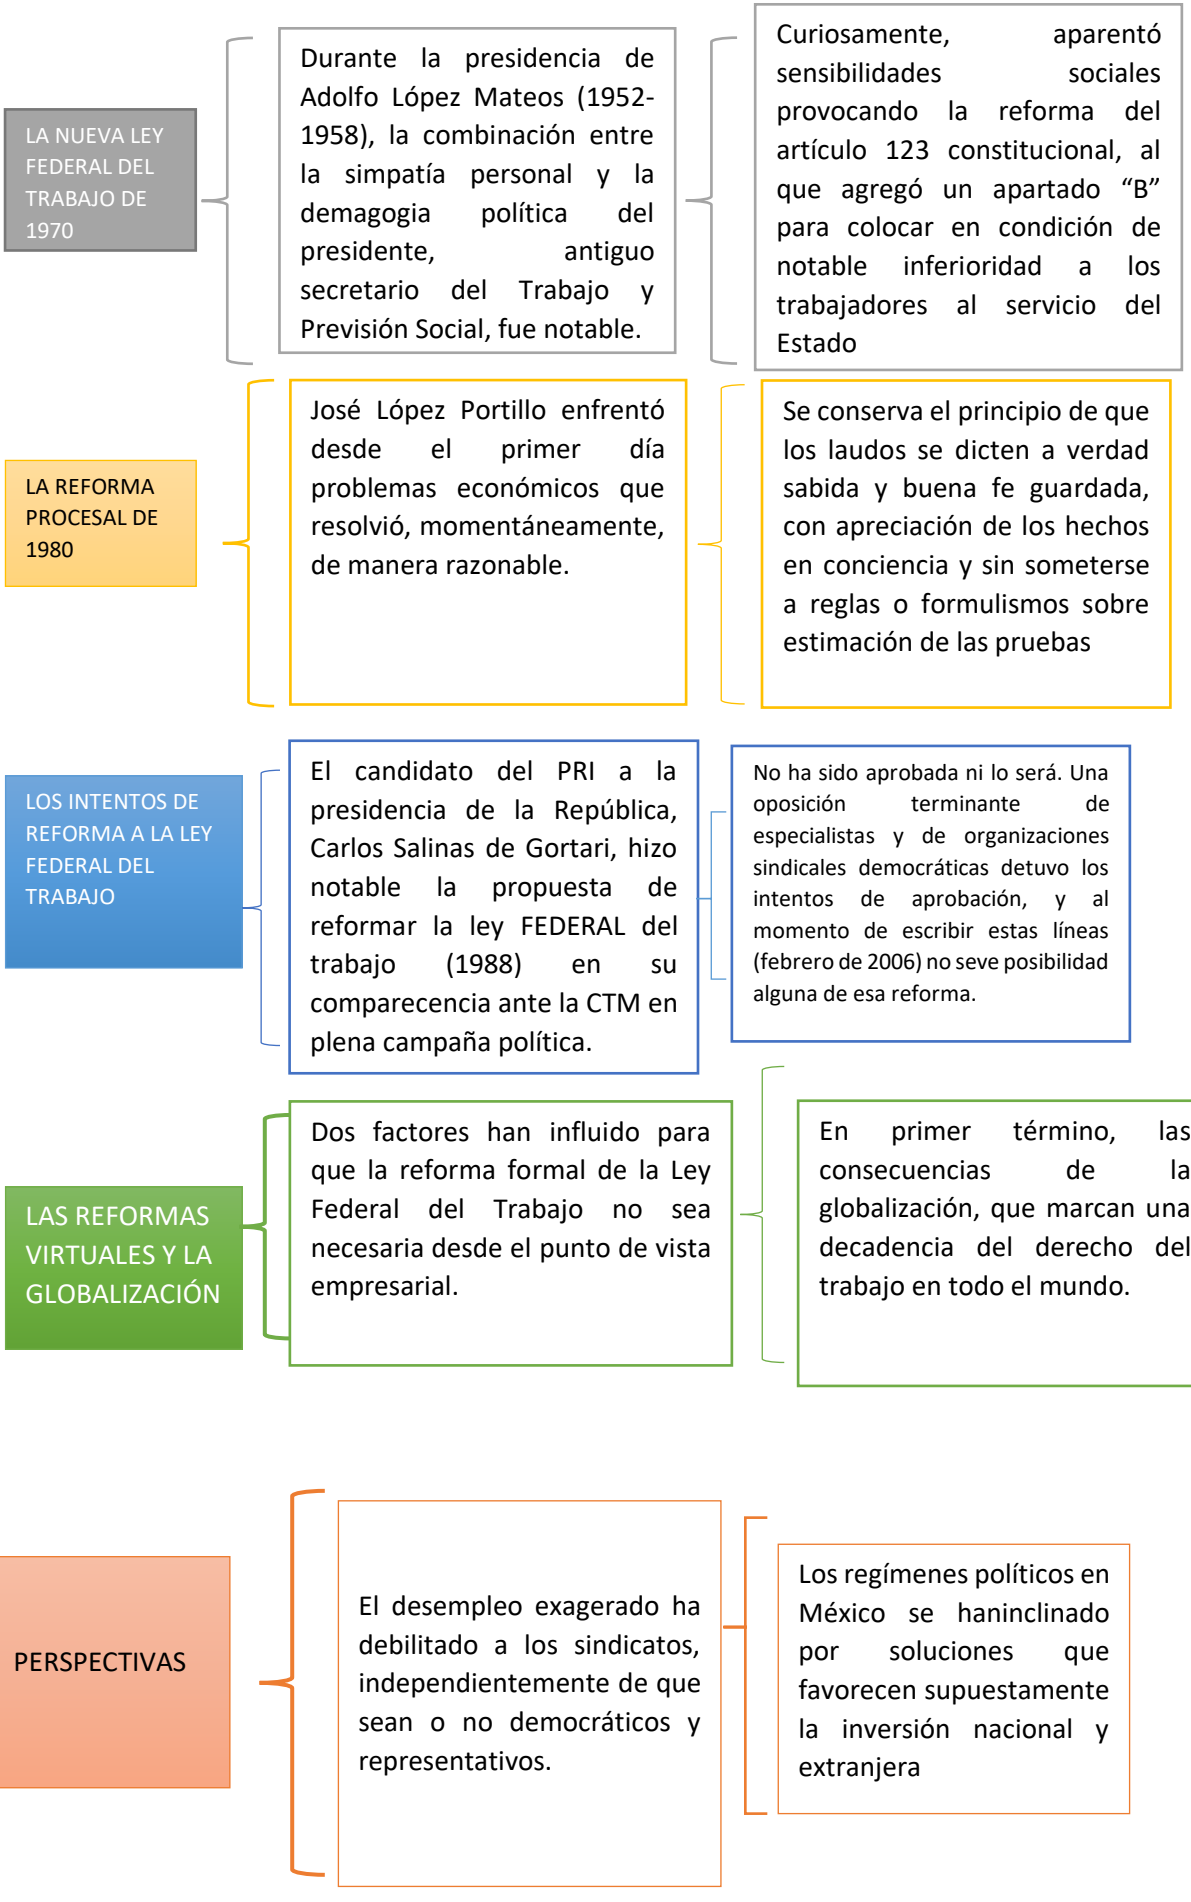 LA NUEVA LEY
FEDERAL DEL
TRABAJO DE
1970
Durante la presidencia de
Adolfo López Mateos (1952-
1958), la combinación entre
la simpatía personal y la
demagogia política del
presidente, antiguo
secretario del Trabajo y
Previsión Social, fue notable.
Curiosamente, aparentó
sensibilidades sociales
provocando la reforma del
artículo 123 constitucional, al
que agregó un apartado “B”
para colocar en condición de
notable inferioridad a los
trabajadores al servicio del
Estado
LA REFORMA
PROCESAL DE
1980
José López Portillo enfrentó
desde el primer día
problemas económicos que
resolvió, momentáneamente,
de manera razonable.
Se conserva el principio de que
los laudos se dicten a verdad
sabida y buena fe guardada,
con apreciación de los hechos
en conciencia y sin someterse
a reglas o formulismos sobre
estimación de las pruebas
LOS INTENTOS DE
REFORMA A LA LEY
FEDERAL DEL
TRABAJO
El candidato del PRI a la
presidencia de la República,
Carlos Salinas de Gortari, hizo
notable la propuesta de
reformar la ley FEDERAL del
trabajo (1988) en su
comparecencia ante la CTM en
plena campaña política.
No ha sido aprobada ni lo será. Una
oposición terminante de
especialistas y de organizaciones
sindicales democráticas detuvo los
intentos de aprobación, y al
momento de escribir estas líneas
(febrero de 2006) no seve posibilidad
alguna de esa reforma.
LAS REFORMAS
VIRTUALES Y LA
GLOBALIZACIÓN
Dos factores han influido para
que la reforma formal de la Ley
Federal del Trabajo no sea
necesaria desde el punto de vista
empresarial.
En primer término, las
consecuencias de la
globalización, que marcan una
decadencia del derecho del
trabajo en todo el mundo.
PERSPECTIVAS
El desempleo exagerado ha
debilitado a los sindicatos,
independientemente de que
sean o no democráticos y
representativos.
Los regímenes políticos en
México se haninclinado
por soluciones que
favorecen supuestamente
la inversión nacional y
extranjera